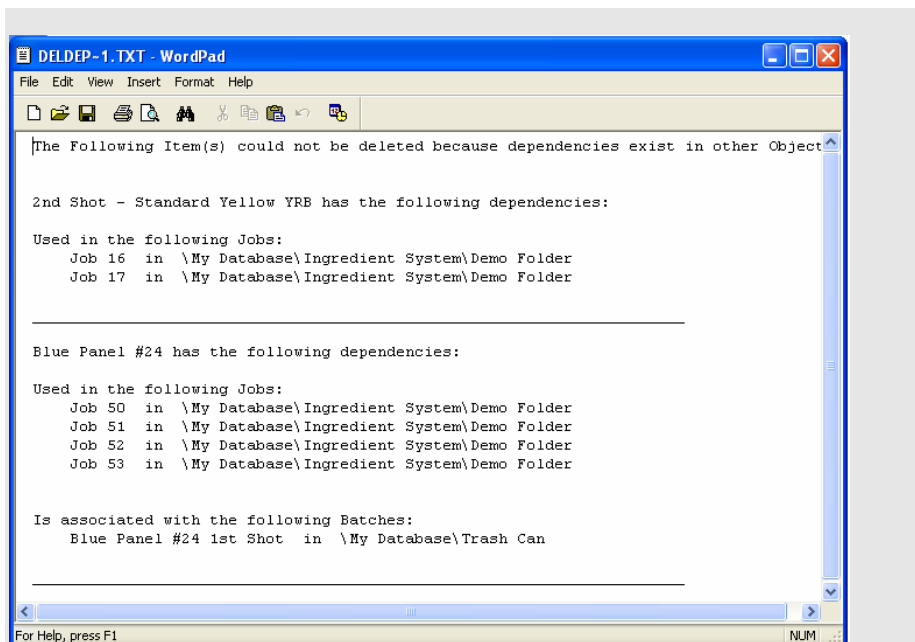 DELDEP~1.TXT - WordPad
File Edit View Insert Format Help
The Following Item(s) could not be deleted because dependencies exist in other Object
2nd Shot - Standard Yellow YRB has the following dependencies:
Used in the following Jobs:
Job 16 in \My Database\Ingredient System\Demo Folder
Job 17 in \My Database\Ingredient System\Demo Folder
Blue Panel #24 has the following dependencies:
Used in the following Jobs:
Job 50 in \My Database\Ingredient System\Demo Folder
Job 51 in \My Database\Ingredient System\Demo Folder
Job 52 in \My Database\Ingredient System\Demo Folder
Job 53 in \My Database\Ingredient System\Demo Folder
Is associated with the following Batches:
Blue Panel #24 1st Shot in \My Database\Trash Can
For Help, press F1
NUM